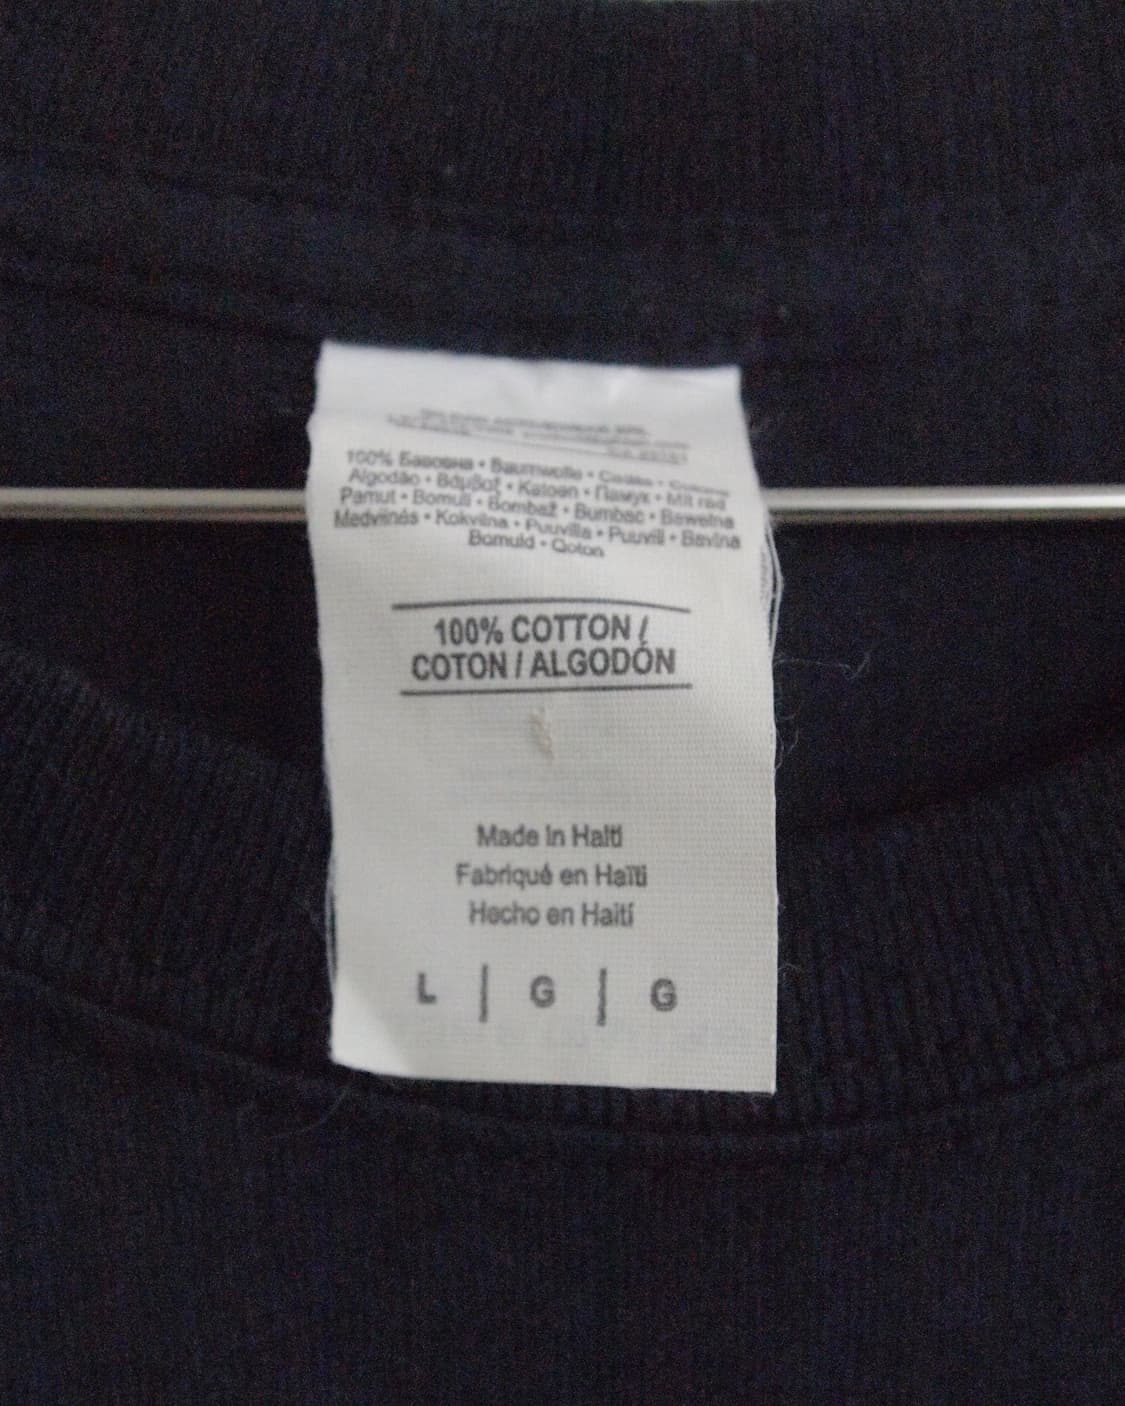 100% Бавовна • Baumwolle •
Algodão • Βαμβάκι • Katoen • Памук •
Pamut • Bomull • Bombaž • Bumbac • Bawełna
Medvilnės • Kokvilna • Puuvilla • Puuvill • Bavlna
Bomuld • Qoton
100% COTTON /
COTON / ALGODÓN
Made In Haiti
Fabriqué en Haïti
Hecho en Haití
L | G | G